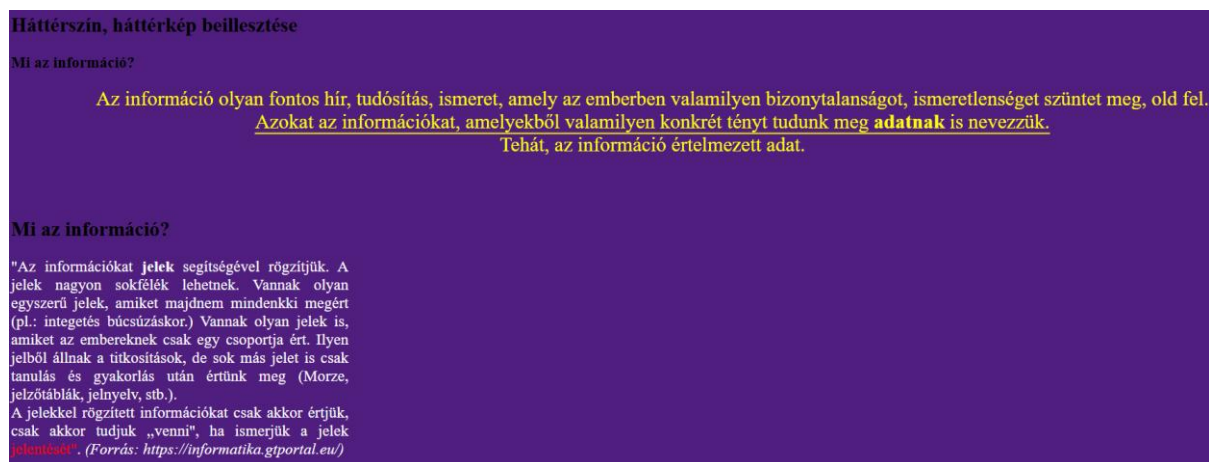 Háttérszín, háttérkép beillesztése
Mi az információ?
Az információ olyan fontos hír, tudósítás, ismeret, amely az emberben valamilyen bizonytalanságot, ismeretlenséget szüntet meg, old fel.
Azokat az információkat, amelyekből valamilyen konkrét tényt tudunk meg adatnak is nevezzük.
Tehát, az információ értelmezett adat.
Mi az információ?
"Az információkat jelek segítségével rögzítjük. A
jelek nagyon sokfélék lehetnek. Vannak olyan
egyszerű jelek, amiket majdnem mindenkki megért
(pl.: integetés búcsúzáskor.) Vannak olyan jelek is,
amiket az embereknek csak egy csoportja ért. Ilyen
jelből állnak a titkosítások, de sok más jelet is csak
tanulás és gyakorlás után értünk meg (Morze,
jelzőtáblák, jelnyelv, stb.).
A jelekkel rögzített információkat csak akkor értjük,
csak akkor tudjuk „venni", ha ismerjük a jelek
jelentését". (Forrás: https://informatika.gtportal.eu/)